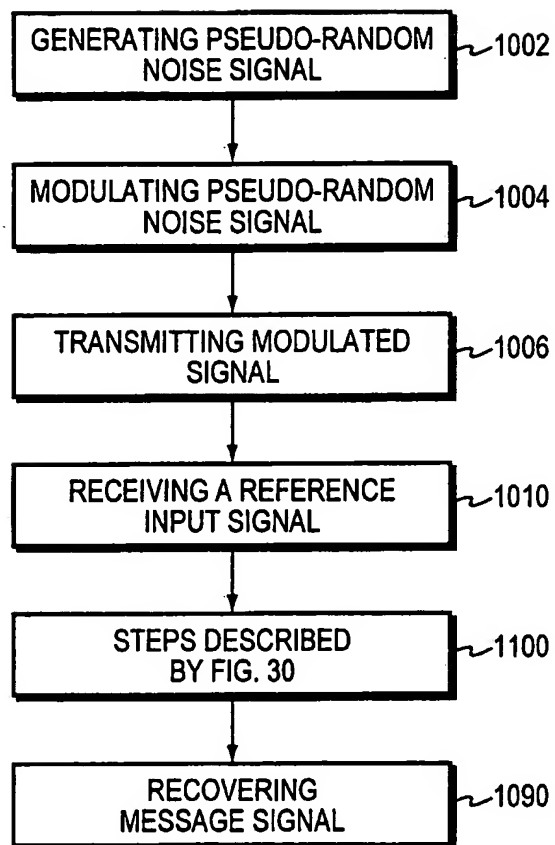 GENERATING PSEUDO-RANDOM
NOISE SIGNAL
1002
MODULATING PSEUDO-RANDOM
NOISE SIGNAL
1004
TRANSMITTING MODULATED
SIGNAL
1006
RECEIVING A REFERENCE
INPUT SIGNAL
1010
STEPS DESCRIBED
BY FIG. 30
1100
RECOVERING
MESSAGE SIGNAL
1090